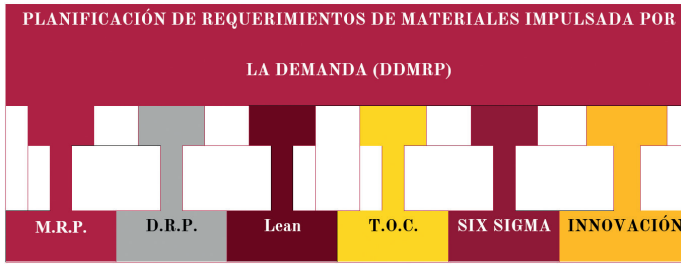 PLANIFICACIÓN DE REQUERIMIENTOS DE MATERIALES IMPULSADA POR
LA DEMANDA (DDMRP)
M.R.P.
D.R.P.
Lean
T.O.C.
SIX SIGMA
INNOVACIÓN